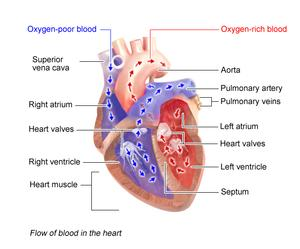 Oxygen-poor blood
Oxygen-rich blood
Superior
vena cava
Aorta
Pulmonary artery
Pulmonary veins
Right atrium
Left atrium
Heart valves
Heart valves
Right ventricle
Left ventricle
Heart muscle
Septum
Flow of blood in the heart